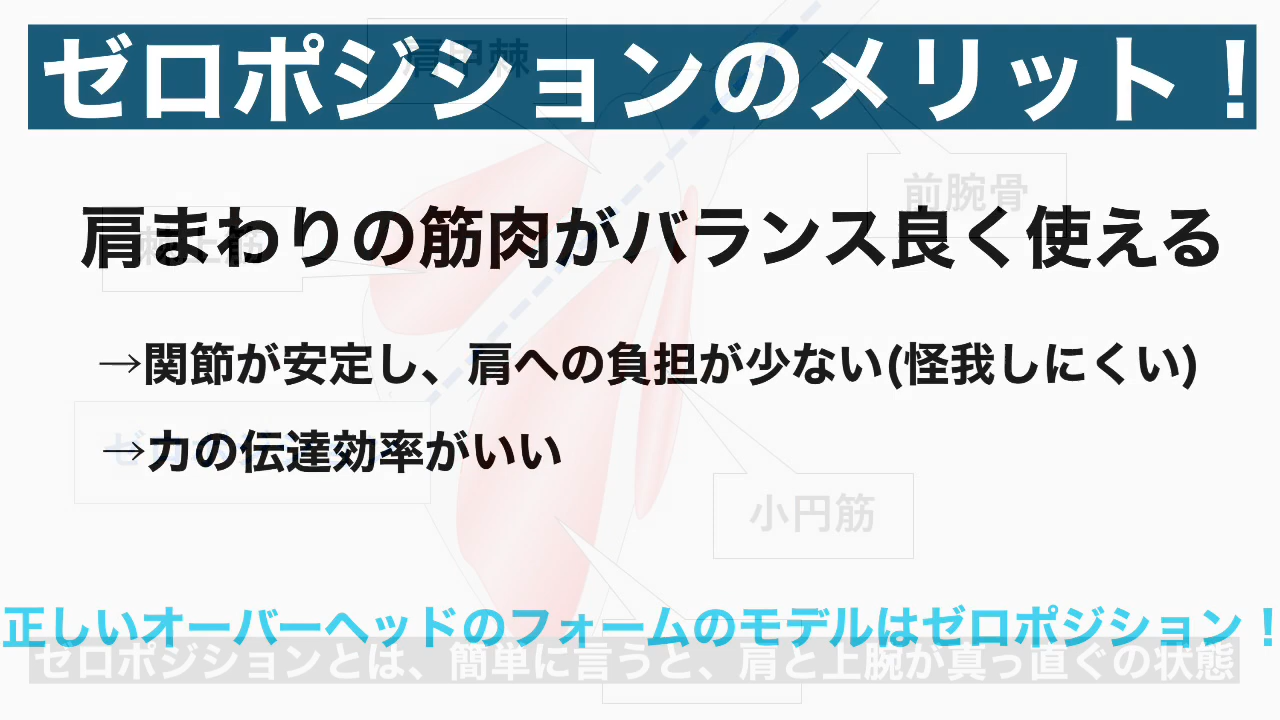 ゼロポジションのメリット！
肩甲棘
前腕骨
棘上筋
肩まわりの筋肉がバランス良く使える
→関節が安定し、肩への負担が少ない(怪我しにくい)
→力の伝達効率がいい
小円筋
正しいオーバーヘッドのフォームのモデルはゼロポジション！
ゼロポジションとは、簡単に言うと、肩と上腕が真っ直ぐの状態